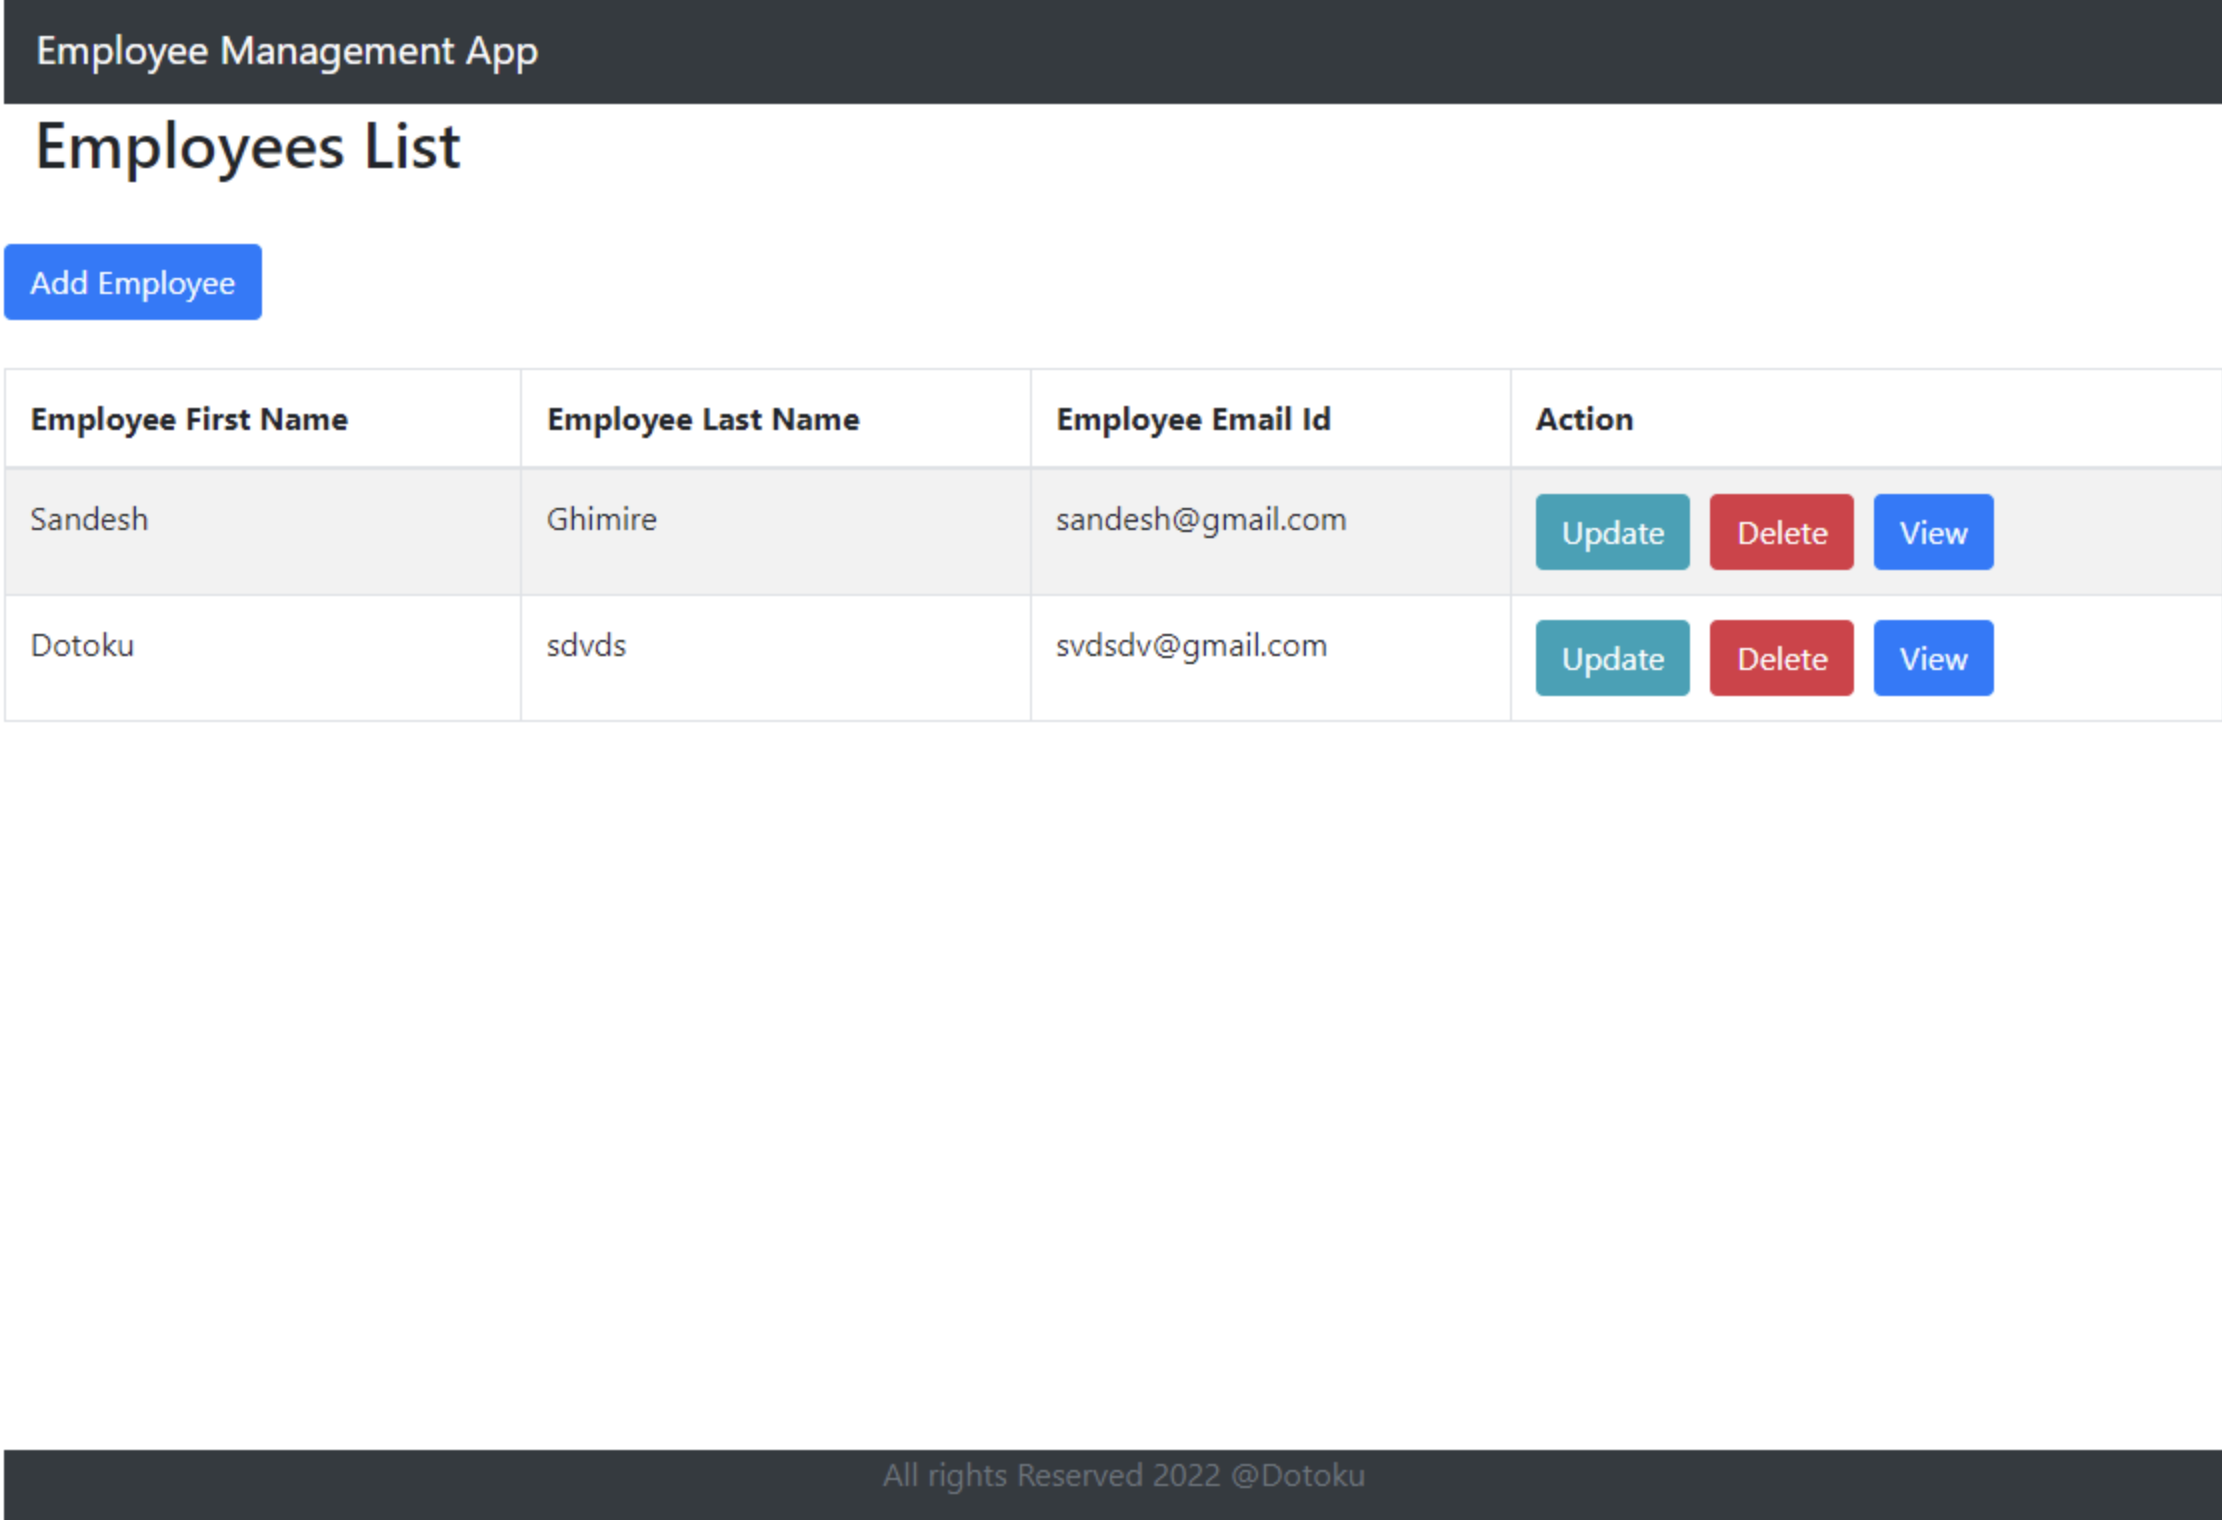 Employee Management App
Employees List
Add Employee
Employee First Name Employee Last Name Employee Email Id Action
Sandesh Ghimire sandesh@gmail.com Update Delete View
Dotoku sdvds svdsdv@gmail.com Update Delete View
All rights Reserved 2022 @Dotoku